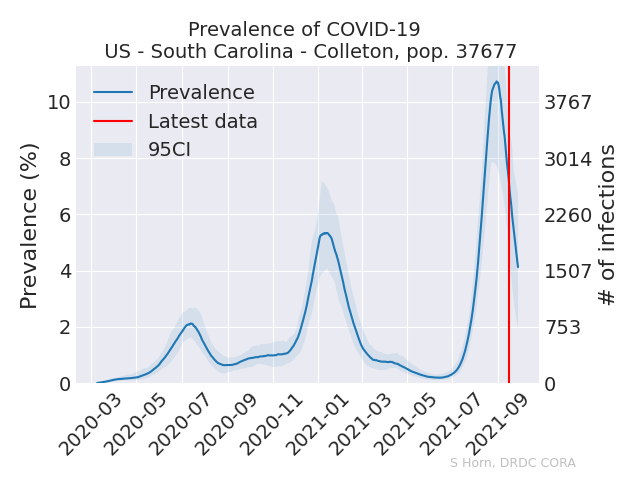 Prevalence of COVID-19
US - South Carolina - Colleton, pop. 37677
Prevalence
Latest data
95CI
Prevalence (%)
10
8
6
4
2
0
3767
3014
2260
1507
753
0
# of infections
2020-03
2020-05
2020-07
2020-09
2020-11
2021-01
2021-03
2021-05
2021-07
2021-09
S Horn, DRDC CORA